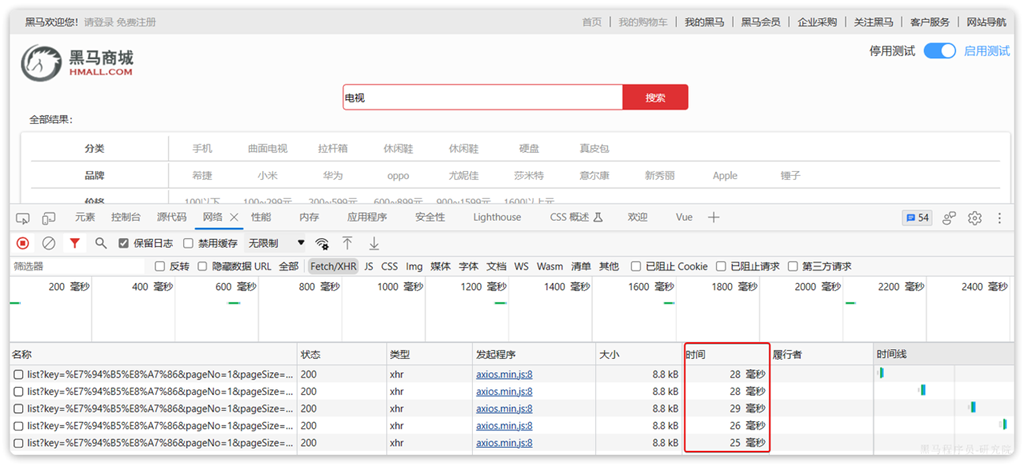 黑马欢迎您！请登录 免费注册 首页 | 我的购物车 | 我的黑马 | 黑马会员 | 企业采购 | 关注黑马 | 客户服务 | 网站导航
黑马商城
HMALL.COM
停用测试 启用测试
电视 搜索
全部结果：
分类 手机 曲面电视 拉杆箱 休闲鞋 休闲鞋 硬盘 真皮包
品牌 希捷 小米 华为 oppo 尤妮佳 莎米特 意尔康 新秀丽 Apple 锤子
价格 100以下 100~299元 300~599元 600~899元 900~1599元 1600以上元
元素 控制台 源代码 网络 性能 内存 应用程序 安全性 Lighthouse CSS 概述 欢迎 Vue 54
保留日志 禁用缓存 无限制
筛选器 反转 隐藏数据 URL 全部 Fetch/XHR JS CSS Img 媒体 字体 文档 WS Wasm 清单 其他 已阻止 Cookie 已阻止请求 第三方请求
200 毫秒 400 毫秒 600 毫秒 800 毫秒 1000 毫秒 1200 毫秒 1400 毫秒 1600 毫秒 1800 毫秒 2000 毫秒 2200 毫秒 2400 毫秒
名称 状态 类型 发起程序 大小 时间 履行者 时间线
list?key=%E7%94%B5%E8%A7%86&pageNo=1&pageSize=... 200 xhr axios.min.js:8 8.8 kB 28 毫秒
list?key=%E7%94%B5%E8%A7%86&pageNo=1&pageSize=... 200 xhr axios.min.js:8 8.8 kB 28 毫秒
list?key=%E7%94%B5%E8%A7%86&pageNo=1&pageSize=... 200 xhr axios.min.js:8 8.8 kB 29 毫秒
list?key=%E7%94%B5%E8%A7%86&pageNo=1&pageSize=... 200 xhr axios.min.js:8 8.8 kB 26 毫秒
list?key=%E7%94%B5%E8%A7%86&pageNo=1&pageSize=... 200 xhr axios.min.js:8 8.8 kB 25 毫秒
黑马程序员-研究院